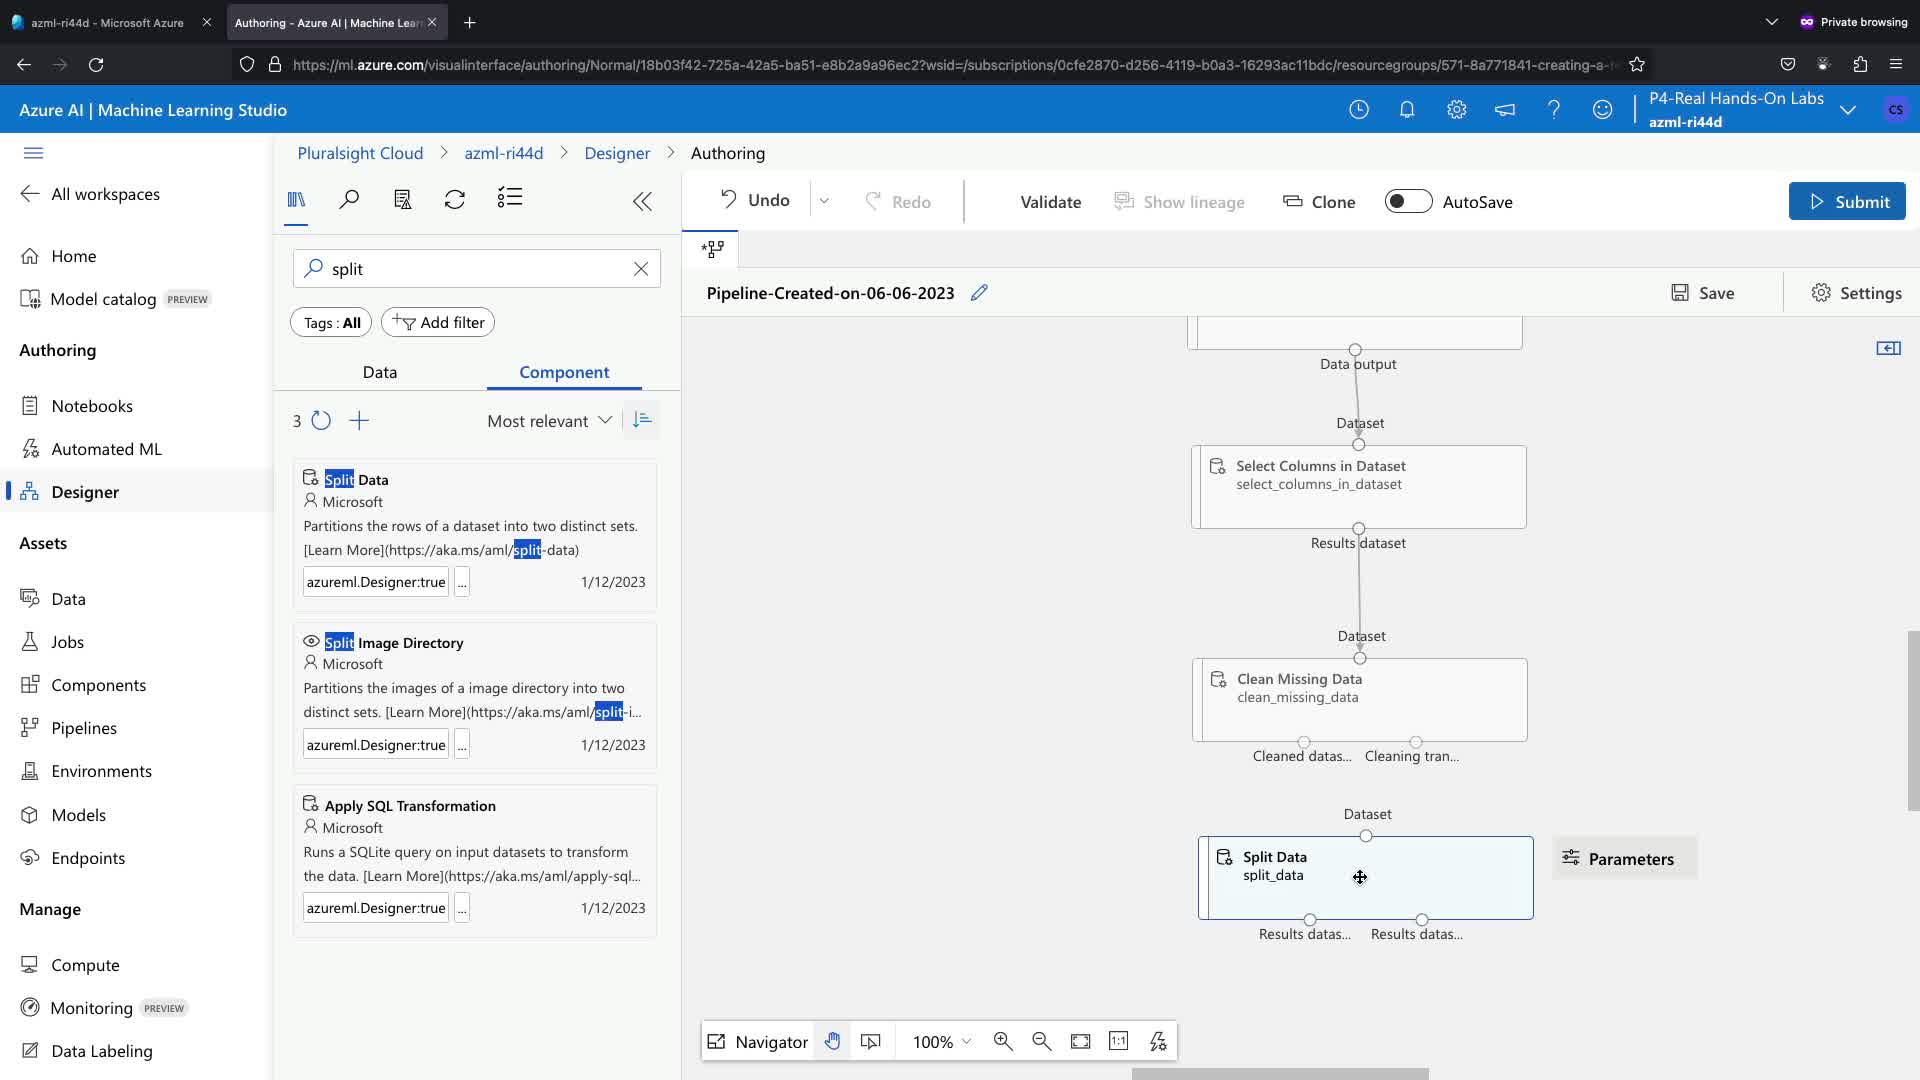 azml-ri44d - Microsoft Azure
Authoring - Azure AI | Machine Lear
Private browsing
https://ml.azure.com/visualinterface/authoring/Normal/18b03f42-725a-42a5-ba51-e8b2a9a96ec2?wsid=/subscriptions/0cfe2870-d256-4119-b0a3-16293ac11bdc/resourcegroups/571-8a771841-creating-a-
Azure AI | Machine Learning Studio
P4-Real Hands-On Labs
azml-ri44d
CS
Pluralsight Cloud > azml-ri44d > Designer > Authoring
All workspaces
Home
Model catalog PREVIEW
Authoring
Notebooks
Automated ML
Designer
Assets
Data
Jobs
Components
Pipelines
Environments
Models
Endpoints
Manage
Compute
Monitoring PREVIEW
Data Labeling
split
Tags : All
Add filter
Data
Component
3
Most relevant
Split Data
Microsoft
Partitions the rows of a dataset into two distinct sets.
[Learn More](https://aka.ms/aml/split-data)
azureml.Designer:true ... 1/12/2023
Split Image Directory
Microsoft
Partitions the images of a image directory into two
distinct sets. [Learn More](https://aka.ms/aml/split-i...
azureml.Designer:true ... 1/12/2023
Apply SQL Transformation
Microsoft
Runs a SQLite query on input datasets to transform
the data. [Learn More](https://aka.ms/aml/apply-sql...
azureml.Designer:true ... 1/12/2023
Undo
Redo
Validate
Show lineage
Clone
AutoSave
Submit
Pipeline-Created-on-06-06-2023
Save
Settings
Data output
Dataset
Select Columns in Dataset
select_columns_in_dataset
Results dataset
Dataset
Clean Missing Data
clean_missing_data
Cleaned datas... Cleaning tran...
Dataset
Split Data
split_data
Parameters
Results datas... Results datas...
Navigator
100%
1:1